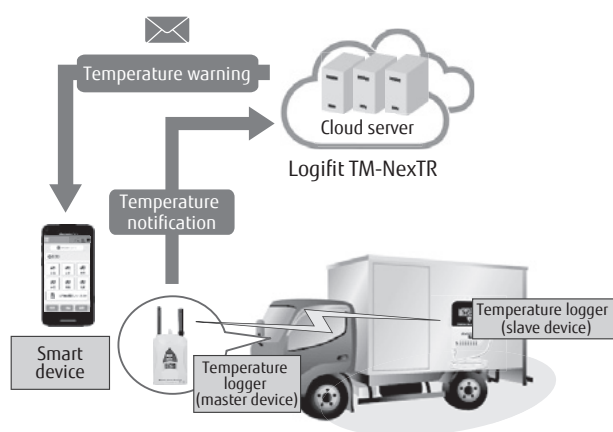 Temperature warning
Cloud server
Logifit TM-NexTR
Temperature
notification
Temperature logger
(slave device)
Smart
device
Temperature
logger
(master device)